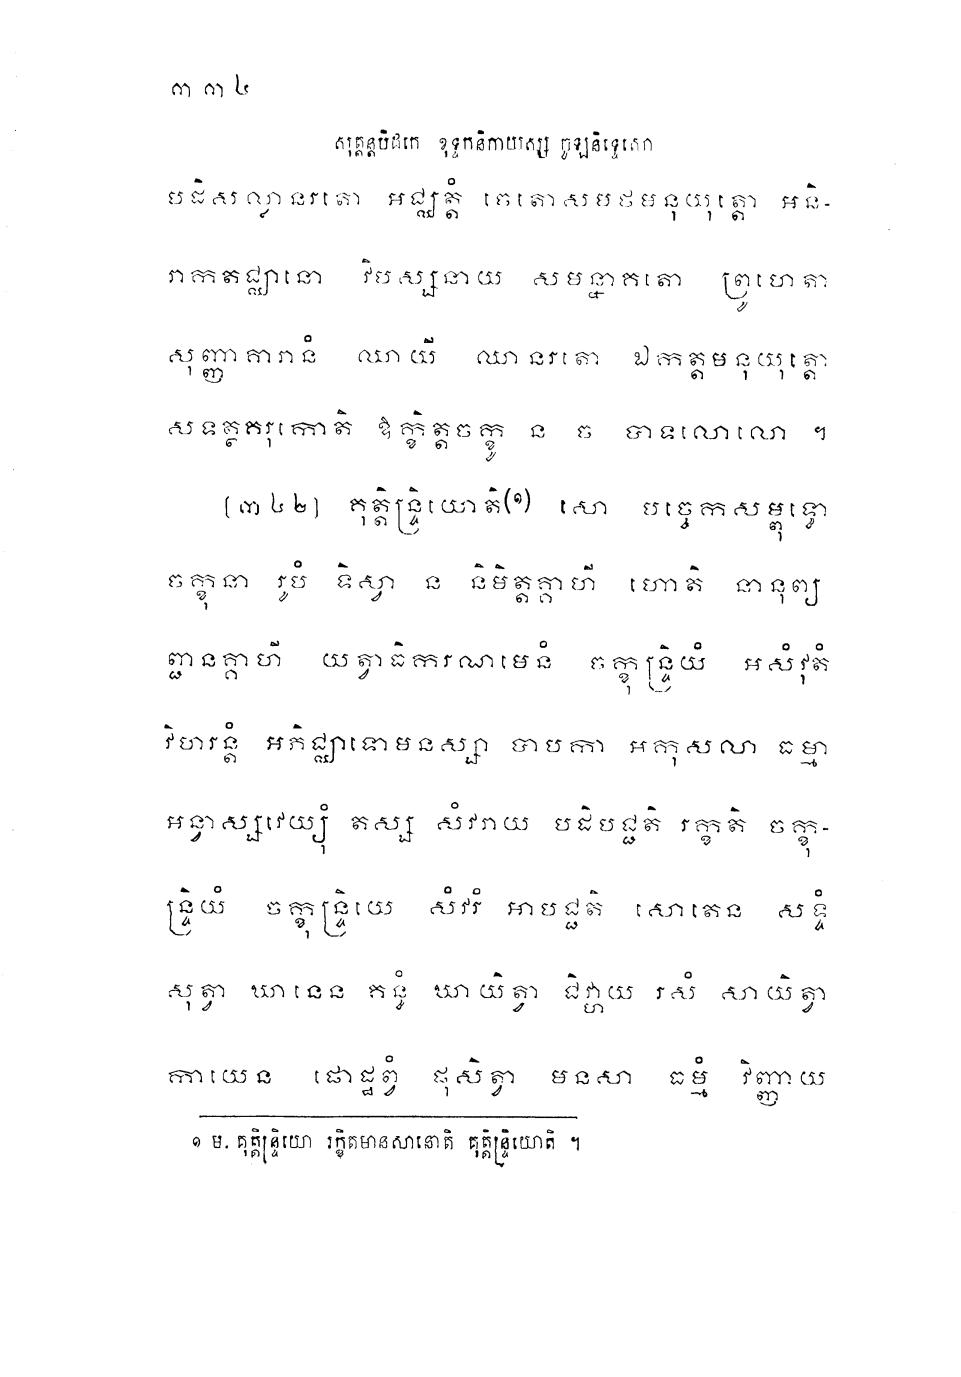 ៣៣៤
សុត្តន្តបិដកេ ខុទ្ទកនិកាយស្ស ចូឡនិទ្ទេសោ
បដិសល្លានរតោ អជ្ឈត្តំ ចេតោសមថមនុយុត្តោ អនិ-
រាកតជ្ឈានោ វិបស្សនាយ សមន្នាគតោ ព្រូហេតា
សុញ្ញាគារានំ ឈាយី ឈានរតោ ឯកត្តមនុយុត្តោ
សទត្ថគរុកោតិ ឱក្ខិត្តចក្ខូ ន ច បាទលោលោ ។
(៣៤២) គុត្តិន្ទ្រិយោតិ(១) សោ បច្ចេកសម្ពុទ្ធោ
ចក្ខុនា រូបំ ទិស្វា ន និមិត្តគ្គាហី ហោតិ នានុព្យ
ញ្ជនគ្គាហី យត្វាធិករណមេនំ ចក្ខុន្ទ្រិយំ អសំវុតំ
វិហរន្តំ អភិជ្ឈាទោមនស្សា បាបកា អកុសលា ធម្មា
អន្វាស្សវេយ្យុំ តស្ស សំវរាយ បដិបជ្ជតិ រក្ខតិ ចក្ខុ-
ន្ទ្រិយំ ចក្ខុន្ទ្រិយេ សំវរំ អាបជ្ជតិ សោតេន សទ្ទំ
សុត្វា ឃានេន គន្ធំ ឃាយិត្វា ជិវ្ហាយ រសំ សាយិត្វា
កាយេន ផោដ្ឋព្វំ ផុសិត្វា មនសា ធម្មំ វិញ្ញាយ
១ ម. គុត្តិន្ទ្រិយោ រក្ខិតមានសានោតិ គុត្តិន្ទ្រិយោតិ ។